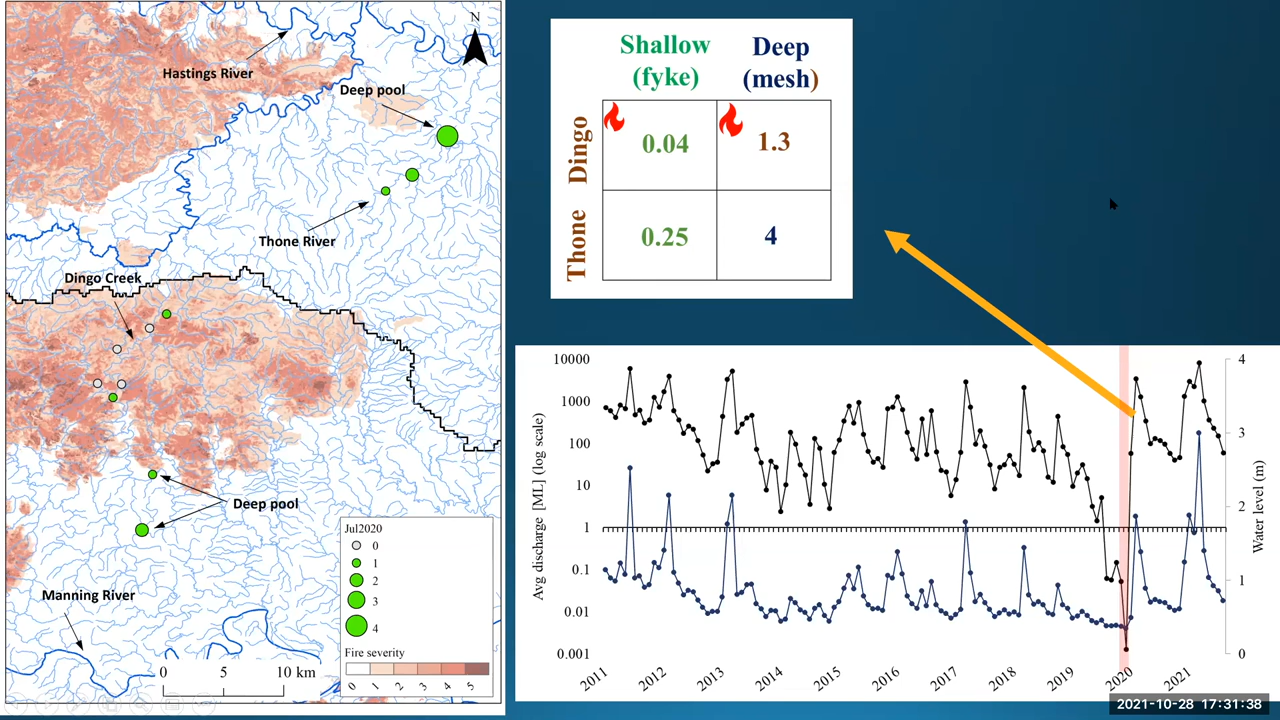 N
Hastings River
Deep pool
Thone River
Dingo Creek
Deep pool
Manning River
0 5 10 km
Jul2020
0
1
2
3
4
Fire severity
0 1 2 3 4 5
Shallow
(fyke)
Deep
(mesh)
Dingo
0.04
1.3
Thone
0.25
4
Avg discharge [ML] (log scale)
10000
1000
100
10
1
0.1
0.01
0.001
Water level (m)
4
3
2
1
0
2011 2012 2013 2014 2015 2016 2017 2018 2019 2020 2021
2021-10-28 17:31:38